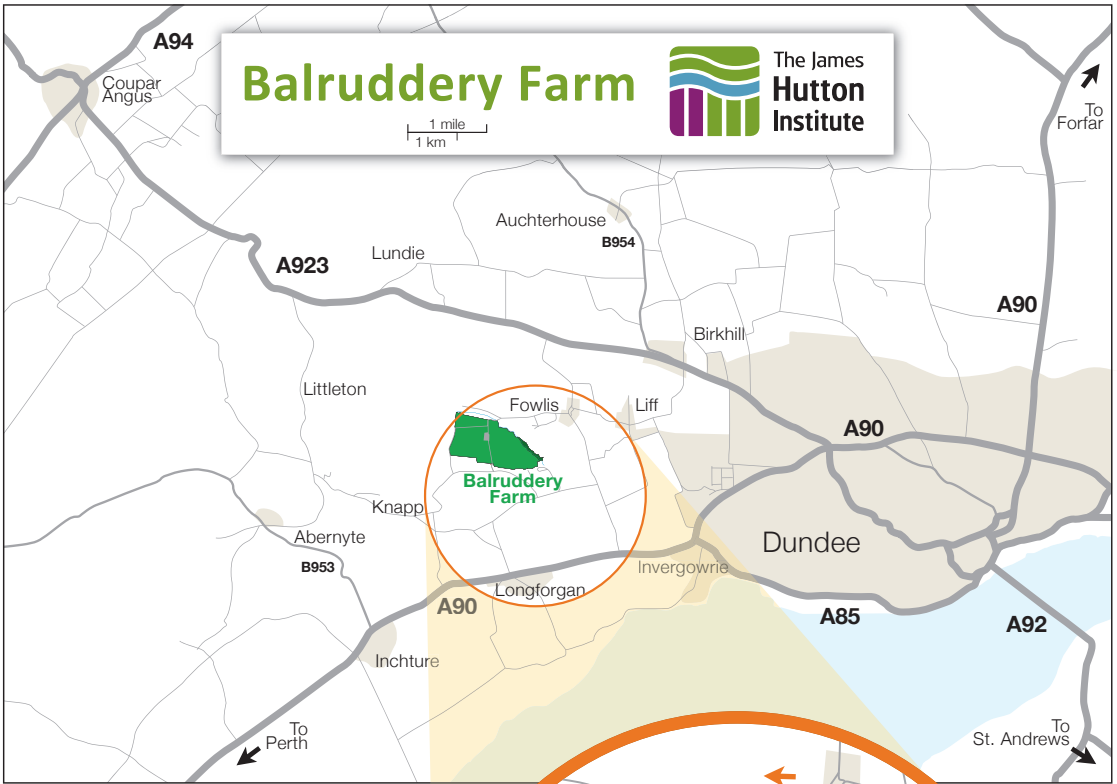 A94
Coupar
Angus
Balruddery Farm
1 mile
1 km
The James
Hutton
Institute
To
Forfar
Auchterhouse
B954
Lundie
A923
A90
Birkhill
Littleton
Fowlis
Liff
A90
Balruddery
Farm
Knapp
Abernyte
Dundee
B953
Invergowrie
Longforgan
A90
A85
A92
Inchture
To
Perth
To
St. Andrews